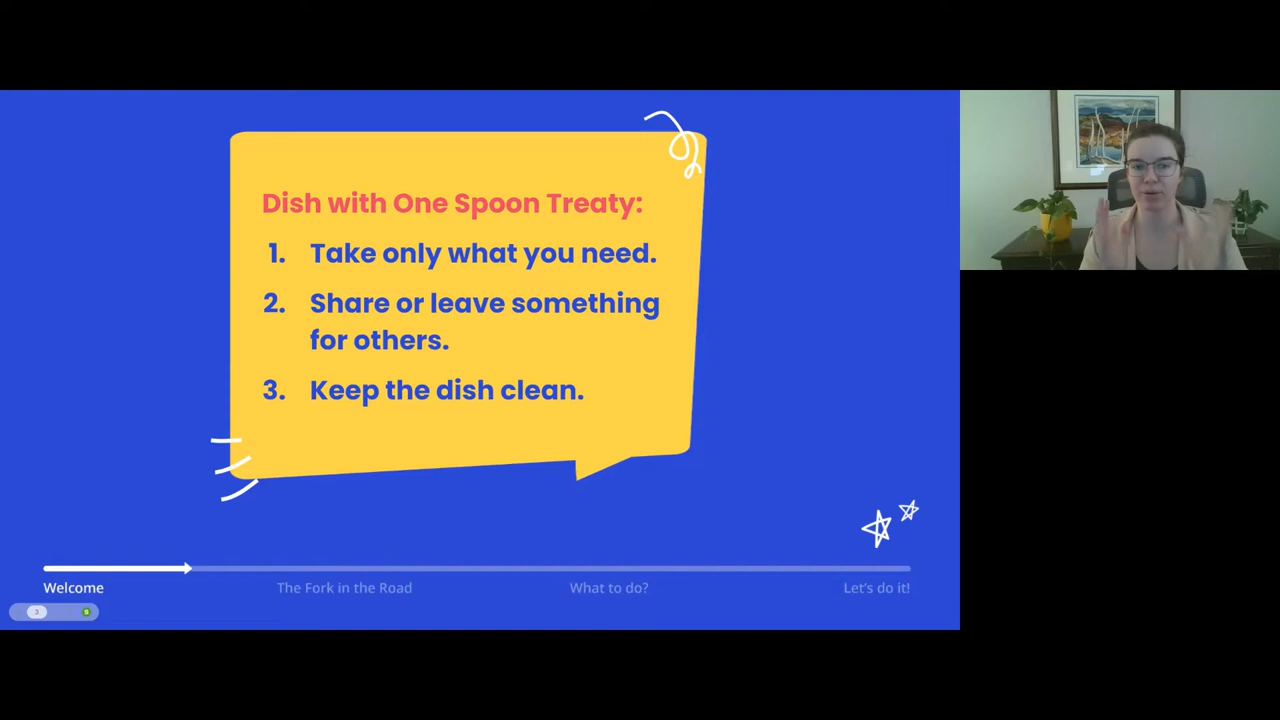 Dish with One Spoon Treaty:
1. Take only what you need.
2. Share or leave something
for others.
3. Keep the dish clean.
Welcome
The Fork in the Road
What to do?
Let's do it!
3